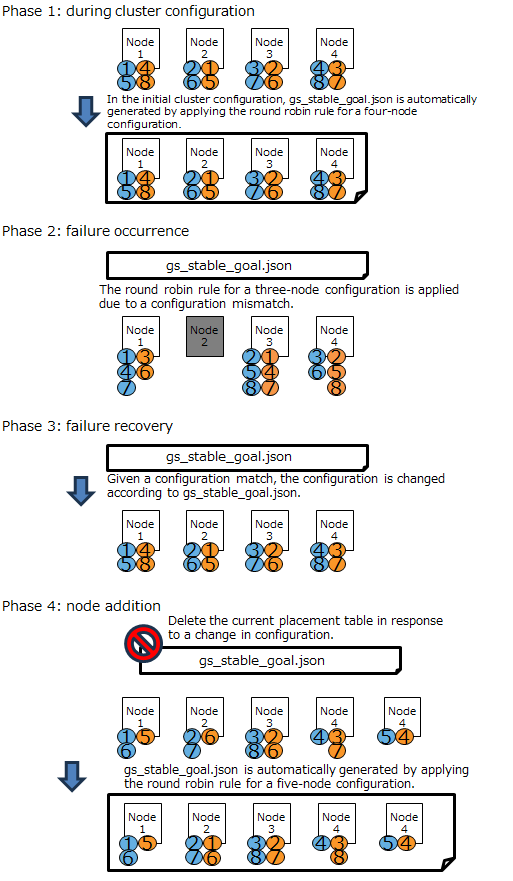 Phase 1: during cluster configuration
Node Node Node Node
1 2 3 4
1 4 2 1 3 2 4 3
5 8 6 5 7 6 8 7
In the initial cluster configuration, gs_stable_goal.json is automatically
generated by applying the round robin rule for a four-node
configuration.
Node Node Node Node
1 2 3 4
1 4 2 1 3 2 4 3
5 8 6 5 7 6 8 7
Phase 2: failure occurrence
gs_stable_goal.json
The round robin rule for a three-node configuration is applied
due to a configuration mismatch.
Node Node Node Node
1 2 3 4
1 3 2 1 3 2
4 6 5 4 6 5
7 8 7 8
Phase 3: failure recovery
gs_stable_goal.json
Given a configuration match, the configuration is changed
according to gs_stable_goal.json.
Node Node Node Node
1 2 3 4
1 4 2 1 3 2 4 3
5 8 6 5 7 6 8 7
Phase 4: node addition
Delete the current placement table in response
to a change in configuration.
gs_stable_goal.json
Node Node Node Node Node
1 2 3 4 4
1 5 2 6 3 2 4 3 5 4
6 7 8 6 7
gs_stable_goal.json is automatically generated by applying
the round robin rule for a five-node configuration.
Node Node Node Node Node
1 2 3 4 4
1 5 2 1 3 2 4 3 5 4
6 7 6 8 7 8